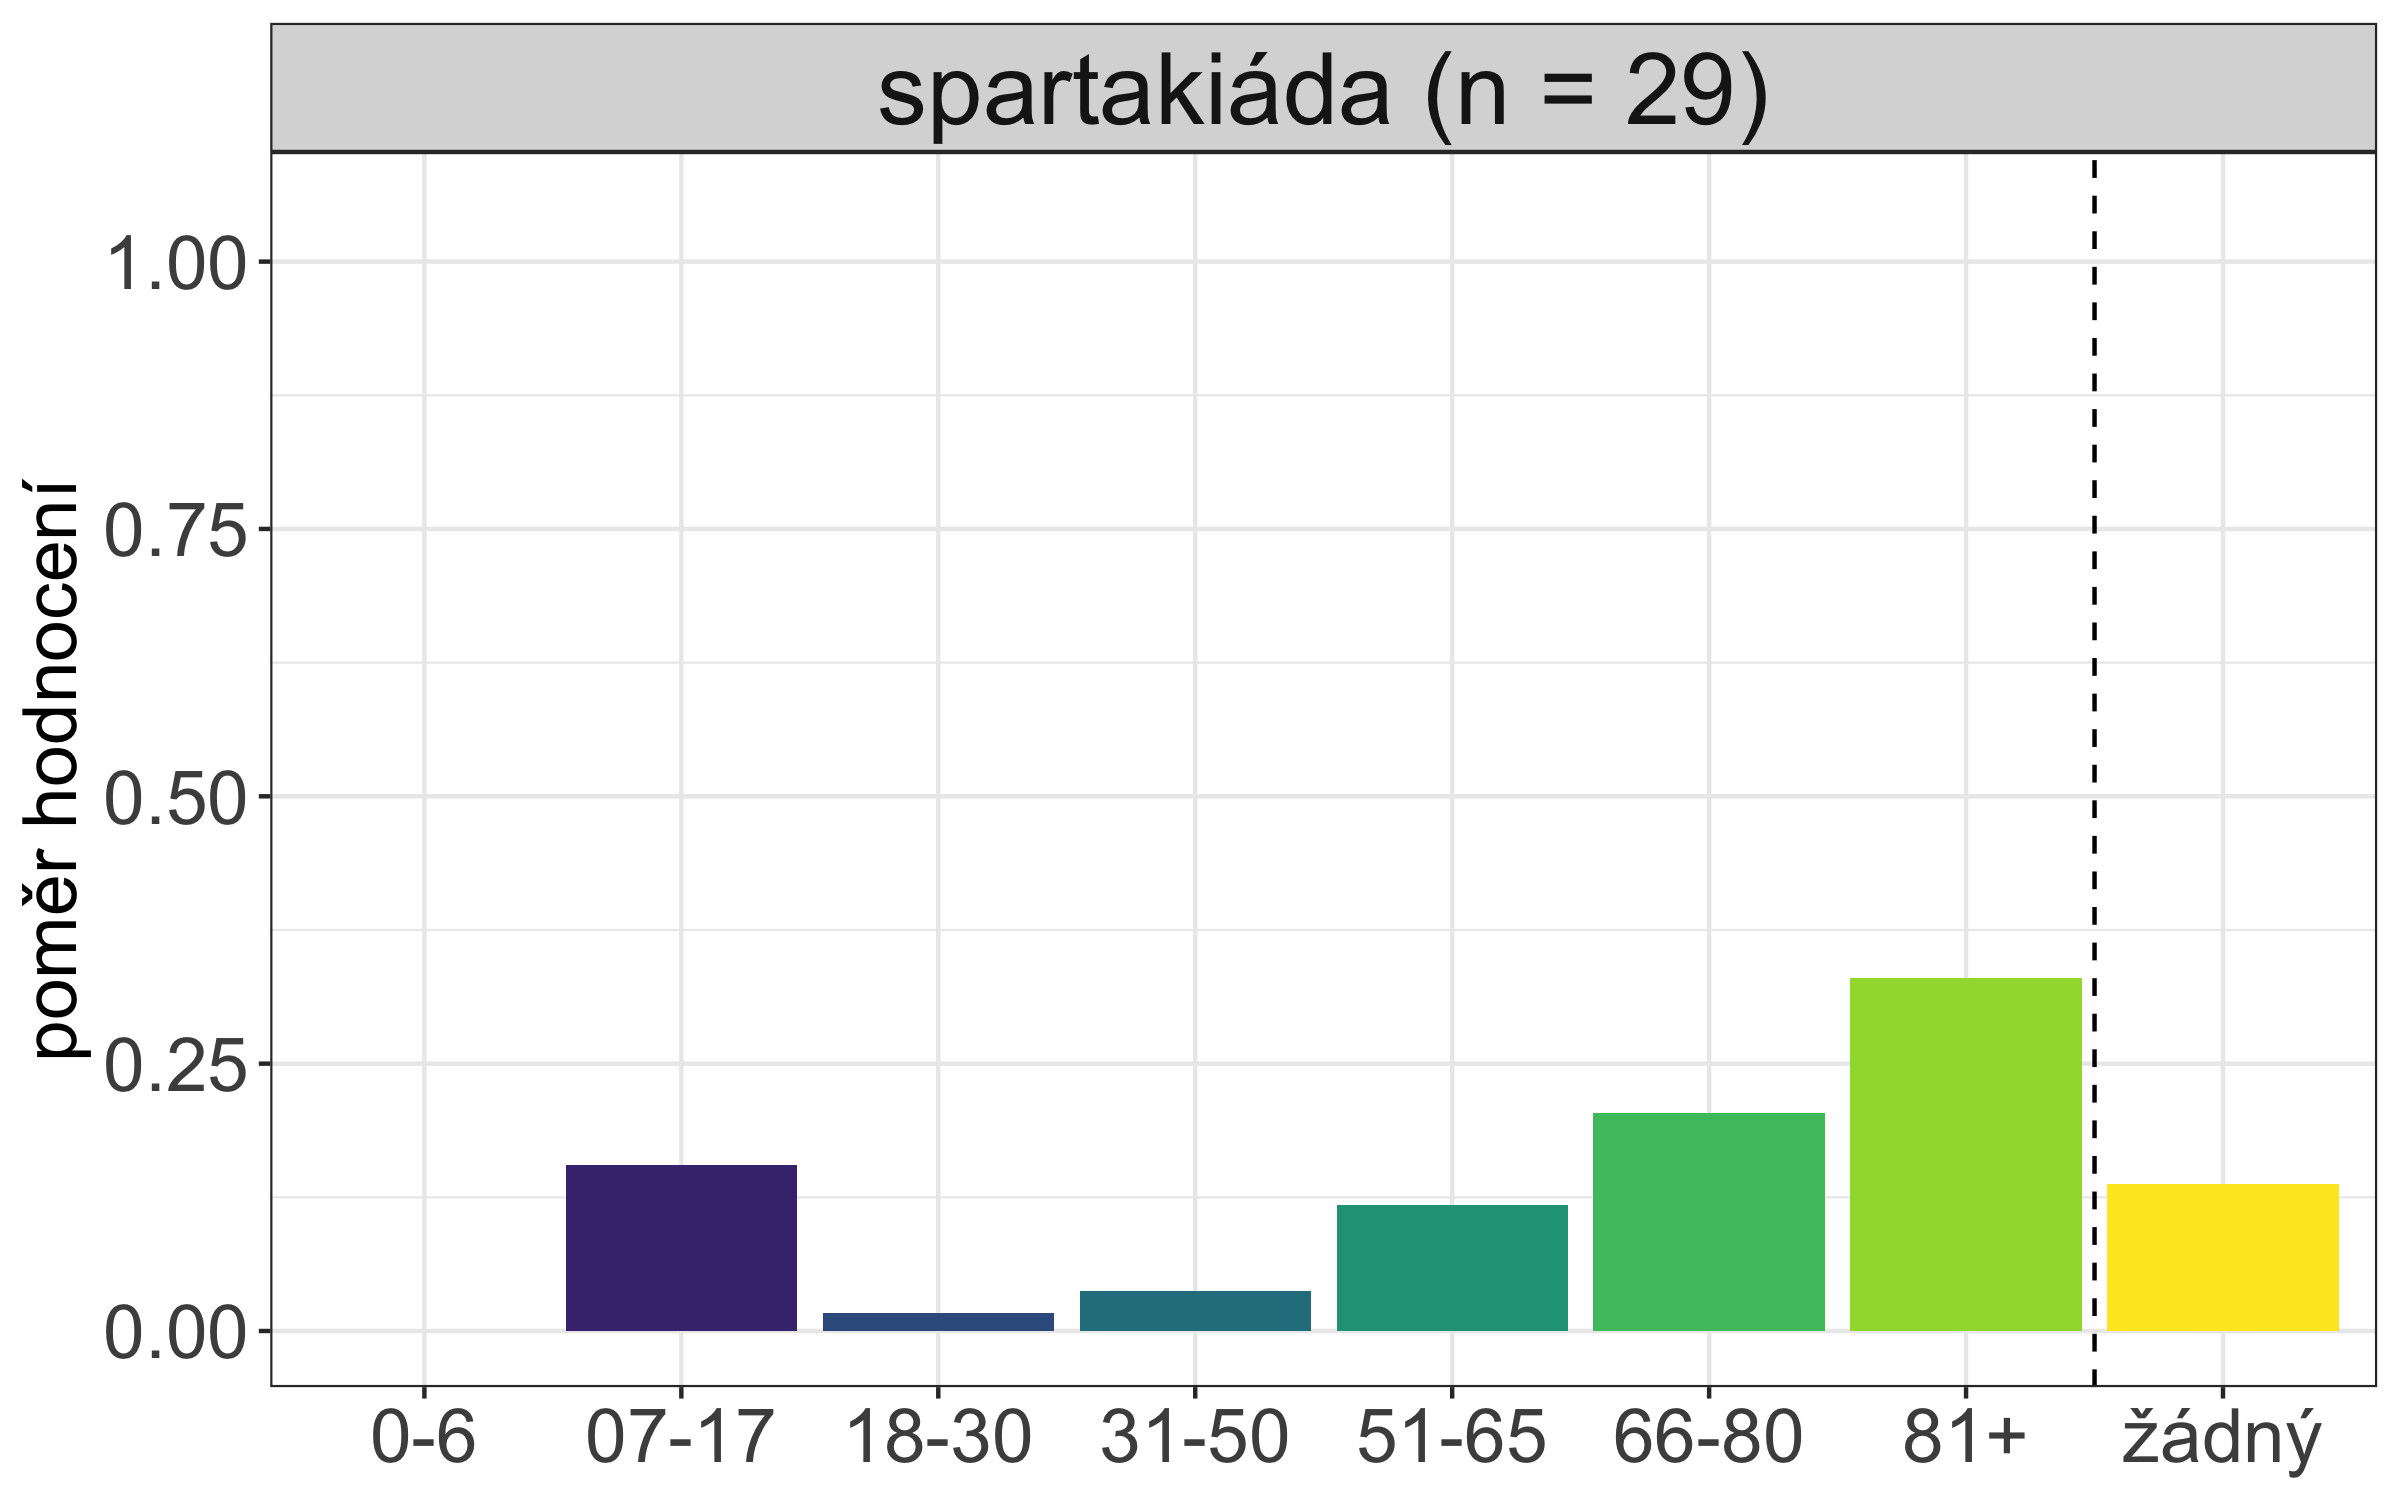 spartakiáda (n = 29)
poměr hodnocení
1.00
0.75
0.50
0.25
0.00
0-6 07-17 18-30 31-50 51-65 66-80 81+ žádný